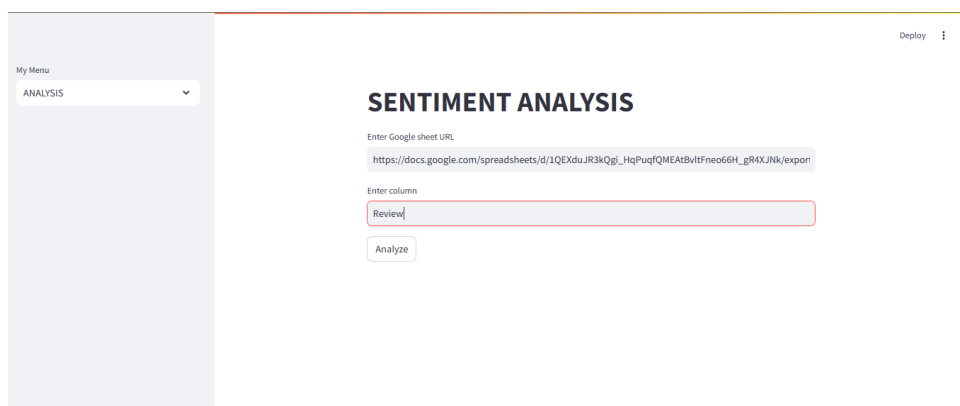 Deploy
My Menu
ANALYSIS
SENTIMENT ANALYSIS
Enter Google sheet URL
https://docs.google.com/spreadsheets/d/1QEXduJR3kQgi_HqPuqfQMEAtBvltFneo66H_gR4XJNk/export
Enter column
Review
Analyze